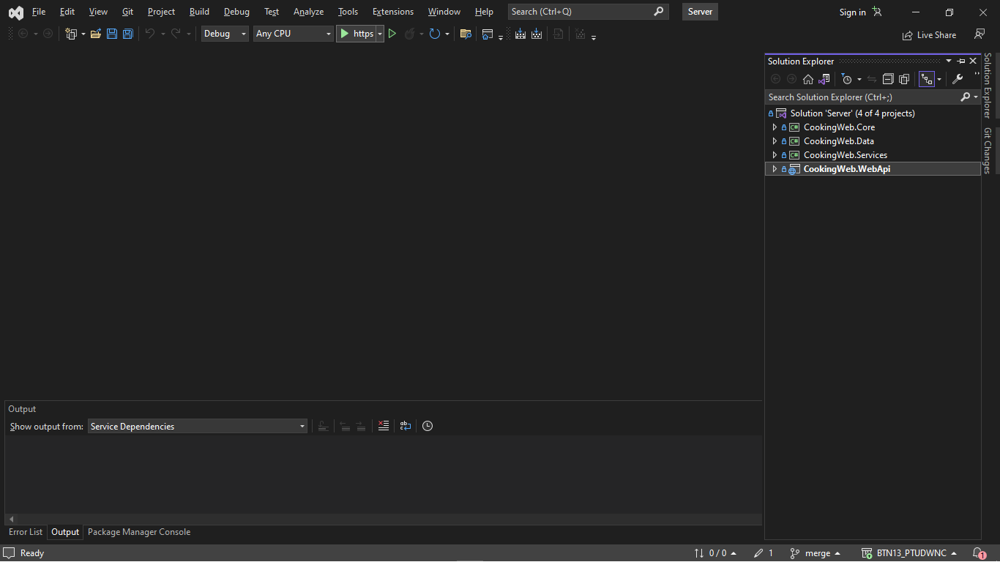 File Edit View Git Project Build Debug Test Analyze Tools Extensions Window Help Search (Ctrl+Q) Server Sign in
Debug Any CPU https Live Share
Solution Explorer
Search Solution Explorer (Ctrl+;)
Solution 'Server' (4 of 4 projects)
C# CookingWeb.Core
C# CookingWeb.Data
C# CookingWeb.Services
CookingWeb.WebApi
Solution Explorer
Git Changes
Output
Show output from: Service Dependencies
Error List Output Package Manager Console
Ready 0 / 0 1 merge BTN13_PTUDWNC 1